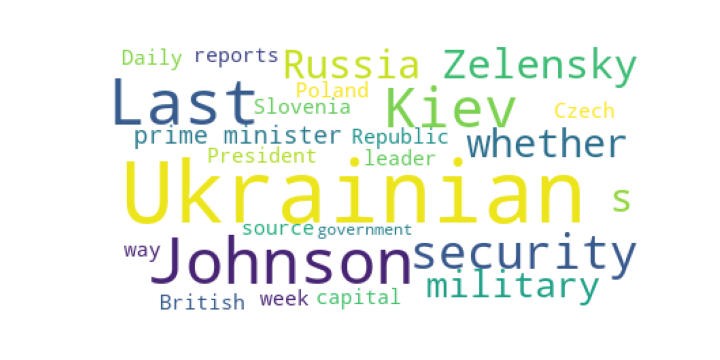 Daily reports Russia Zelensky
Last Poland Kiev Czech
Slovenia
prime minister Republic whether
President leader
Ukrainian s
source government
way Johnson security
British week capital military